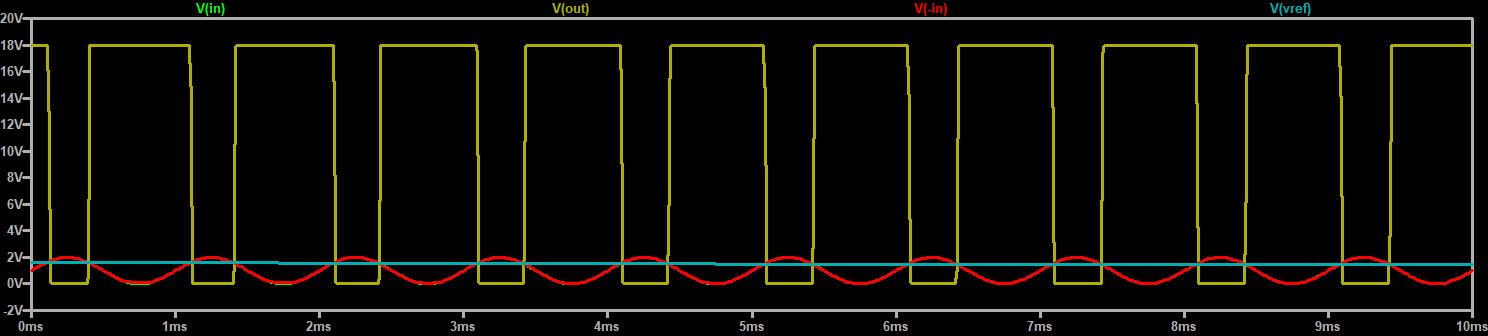 V(in) V(out) V(-in) V(vref)
20V
18V
16V
14V
12V
10V
8V
6V
4V
2V
0V
-2V
0ms 1ms 2ms 3ms 4ms 5ms 6ms 7ms 8ms 9ms 10ms